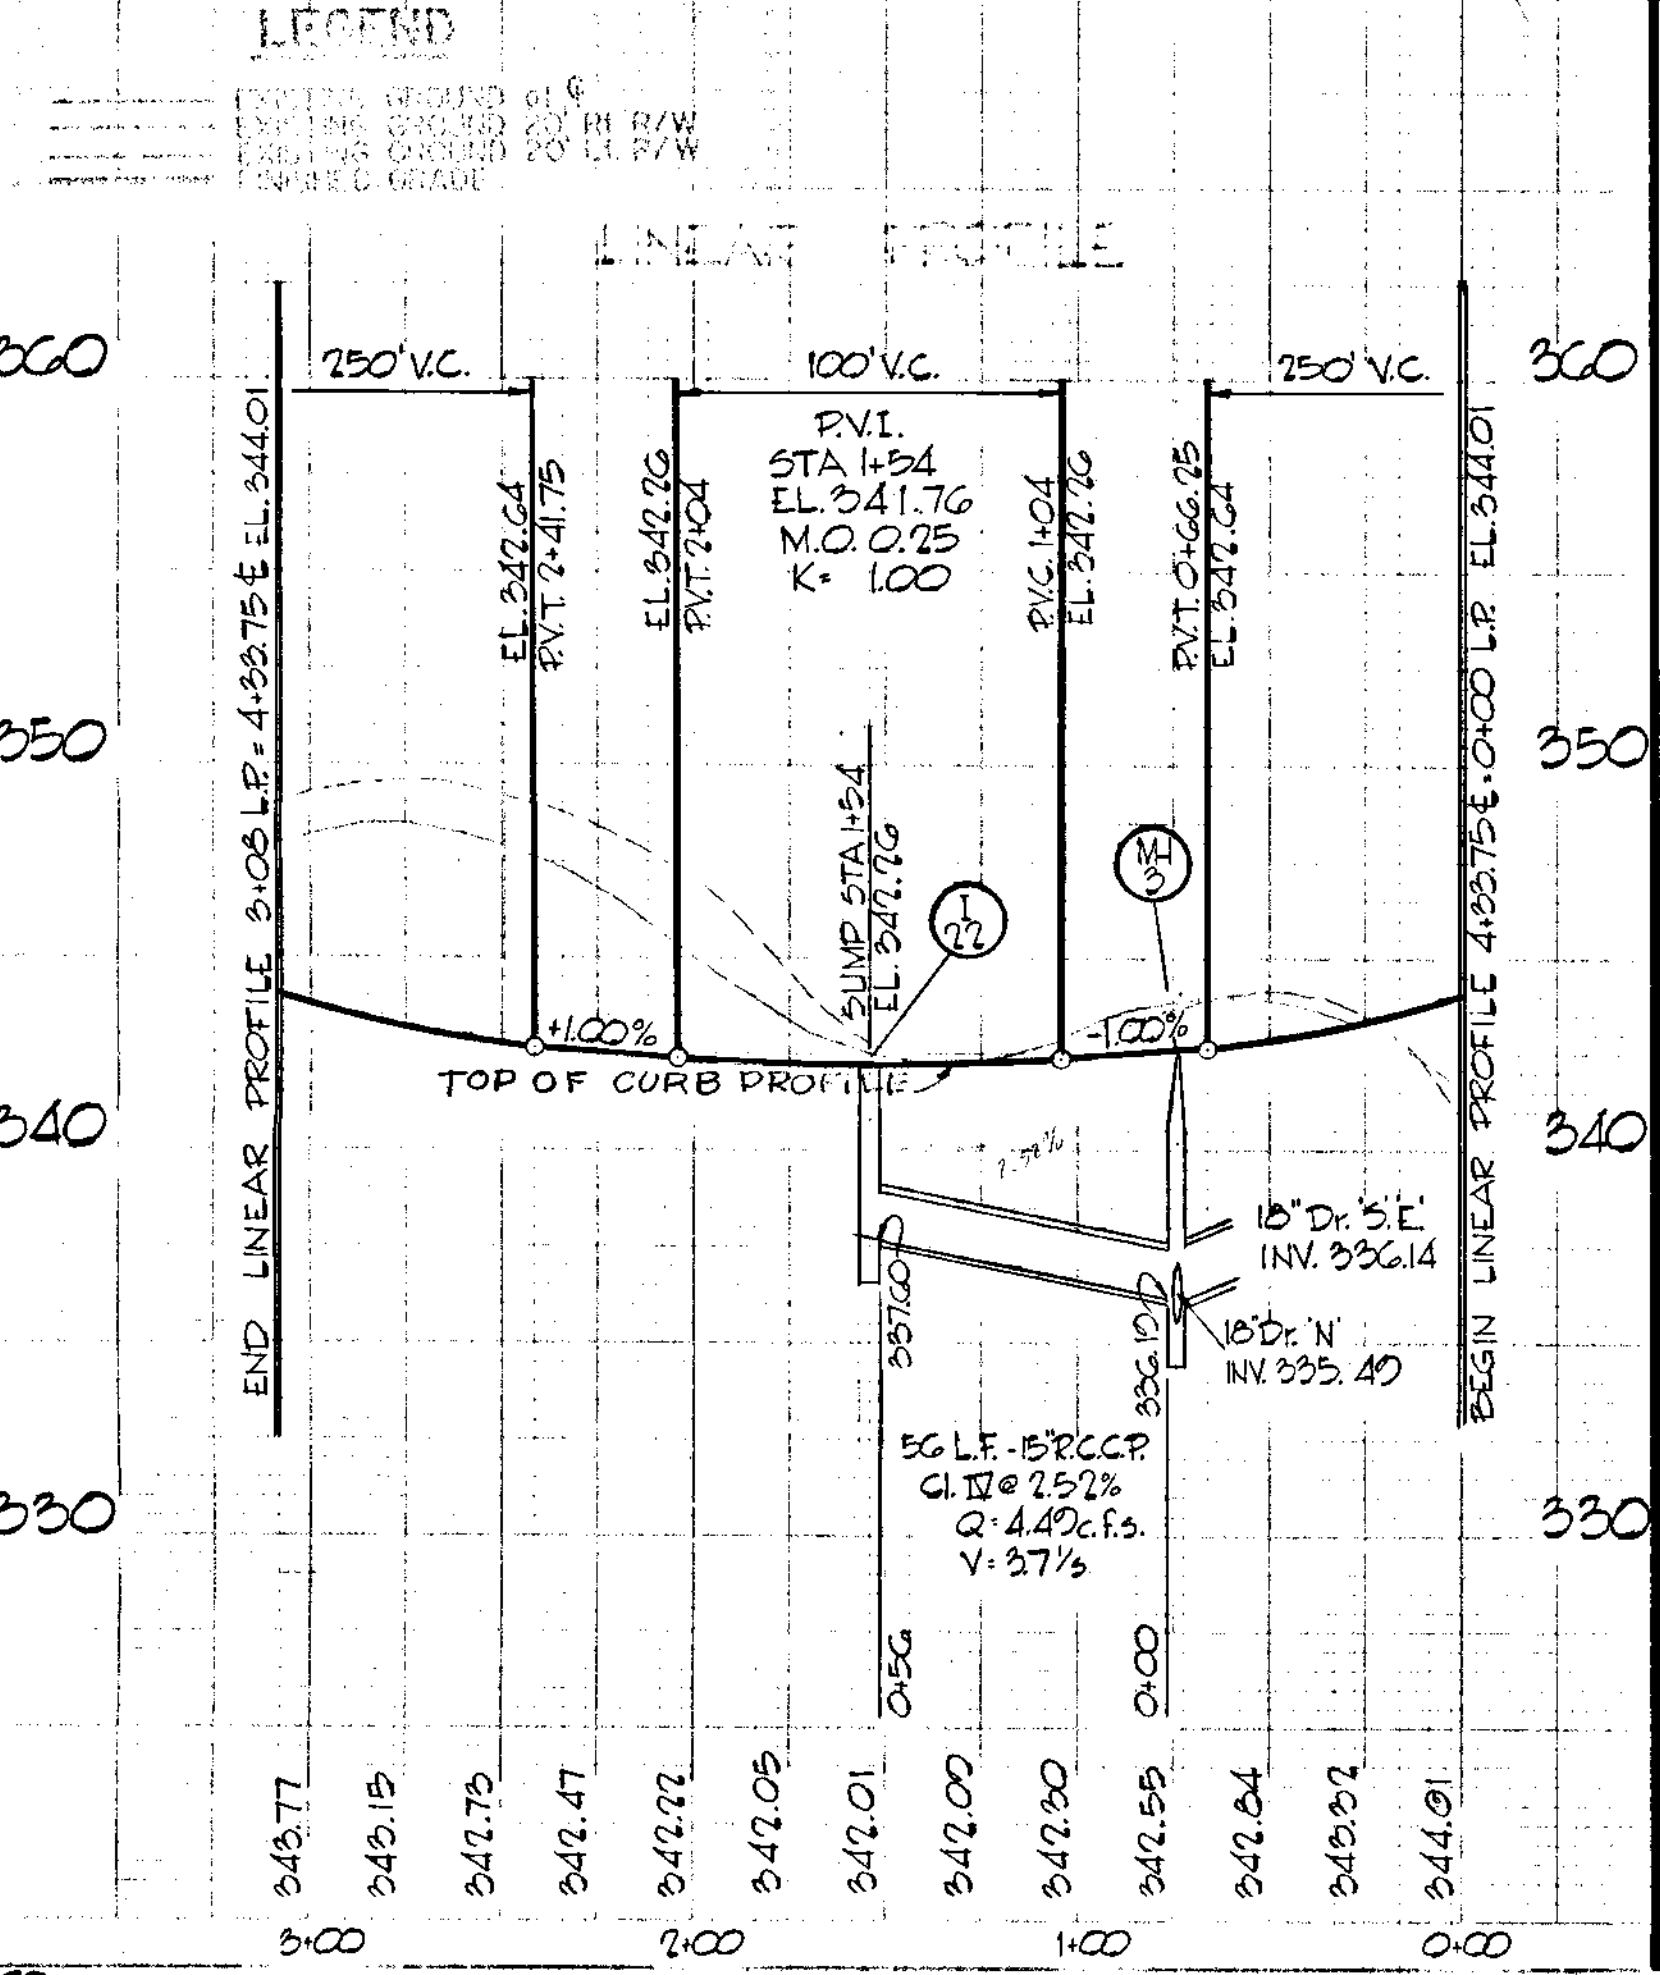 LEGEND
EXISTING GROUND at ₵
EXISTING GROUND 20' Rt. R/W
EXISTING GROUND 20' Lt. R/W
FINISHED GRADE
LINEAR PROFILE
360
250' V.C.
100' V.C.
250' V.C.
360
P.V.I.
STA 1+54
EL. 341.76
M.O. 0.25
K= 1.00
END LINEAR PROFILE 3+08 L.P. = 4+33.75 ₵ EL. 344.01
EL. 342.64
P.V.T. 2+41.75
EL. 342.26
P.V.T. 2+04
P.V.C. 1+04
EL. 342.26
P.V.T. 0+66.25
EL. 342.64
BEGIN LINEAR PROFILE 4+33.75 ₵ = 0+00 L.P. EL. 344.01
350
350
SUMP STA 1+54
EL. 342.26
I
22
MH
3
+1.00%
-1.00%
TOP OF CURB PROFILE
340
340
2.52%
18" Dr. 'S.E.'
INV. 336.14
337.60
336.19
18" Dr. 'N'
INV. 335.49
56 L.F. - 15" R.C.C.P.
Cl. IV @ 2.52%
Q = 4.49 c.f.s.
V = 3.7 '/s
330
330
0+56
0+00
343.77
343.15
342.73
342.47
342.22
342.05
342.01
342.09
342.30
342.55
342.84
343.32
344.01
3+00
2+00
1+00
0+00